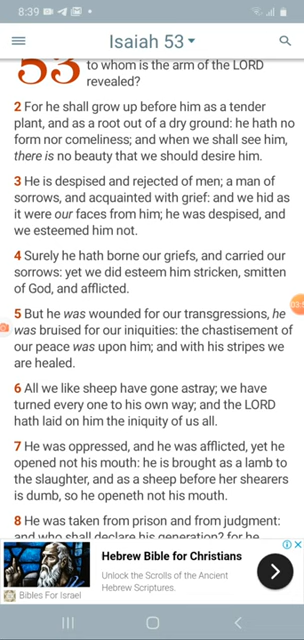 8:39
Isaiah 53
53
to whom is the arm of the LORD
revealed?
2 For he shall grow up before him as a tender
plant, and as a root out of a dry ground: he hath no
form nor comeliness; and when we shall see him,
there is no beauty that we should desire him.
3 He is despised and rejected of men; a man of
sorrows, and acquainted with grief: and we hid as
it were our faces from him; he was despised, and
we esteemed him not.
4 Surely he hath borne our griefs, and carried our
sorrows: yet we did esteem him stricken, smitten
of God, and afflicted.
5 But he was wounded for our transgressions, he
was bruised for our iniquities: the chastisement of
our peace was upon him; and with his stripes we
are healed.
6 All we like sheep have gone astray; we have
turned every one to his own way; and the LORD
hath laid on him the iniquity of us all.
7 He was oppressed, and he was afflicted, yet he
opened not his mouth: he is brought as a lamb to
the slaughter, and as a sheep before her shearers
is dumb, so he openeth not his mouth.
8 He was taken from prison and from judgment:
and who shall declare his generation? for he
Hebrew Bible for Christians
Unlock the Scrolls of the Ancient
Hebrew Scriptures.
Bibles For Israel